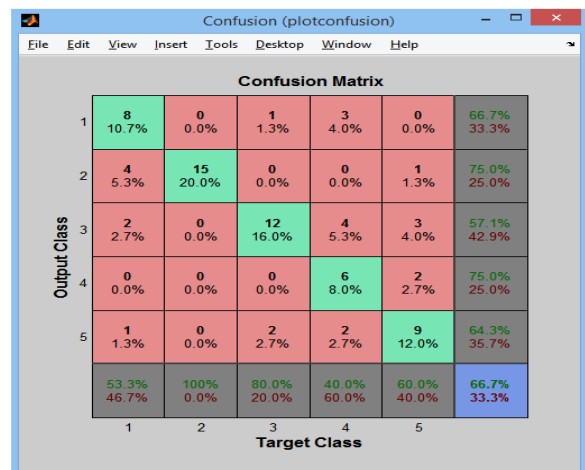 Confusion (plotconfusion)
File Edit View Insert Tools Desktop Window Help
Confusion Matrix
1 8 0 1 3 0 66.7%
10.7% 0.0% 1.3% 4.0% 0.0% 33.3%
2 4 15 0 0 1 75.0%
5.3% 20.0% 0.0% 0.0% 1.3% 25.0%
3 2 0 12 4 3 57.1%
2.7% 0.0% 16.0% 5.3% 4.0% 42.9%
4 0 0 0 6 2 75.0%
0.0% 0.0% 0.0% 8.0% 2.7% 25.0%
5 1 0 2 2 9 64.3%
1.3% 0.0% 2.7% 2.7% 12.0% 35.7%
53.3% 100% 80.0% 40.0% 60.0% 66.7%
46.7% 0.0% 20.0% 60.0% 40.0% 33.3%
1 2 3 4 5
Target Class
Output Class